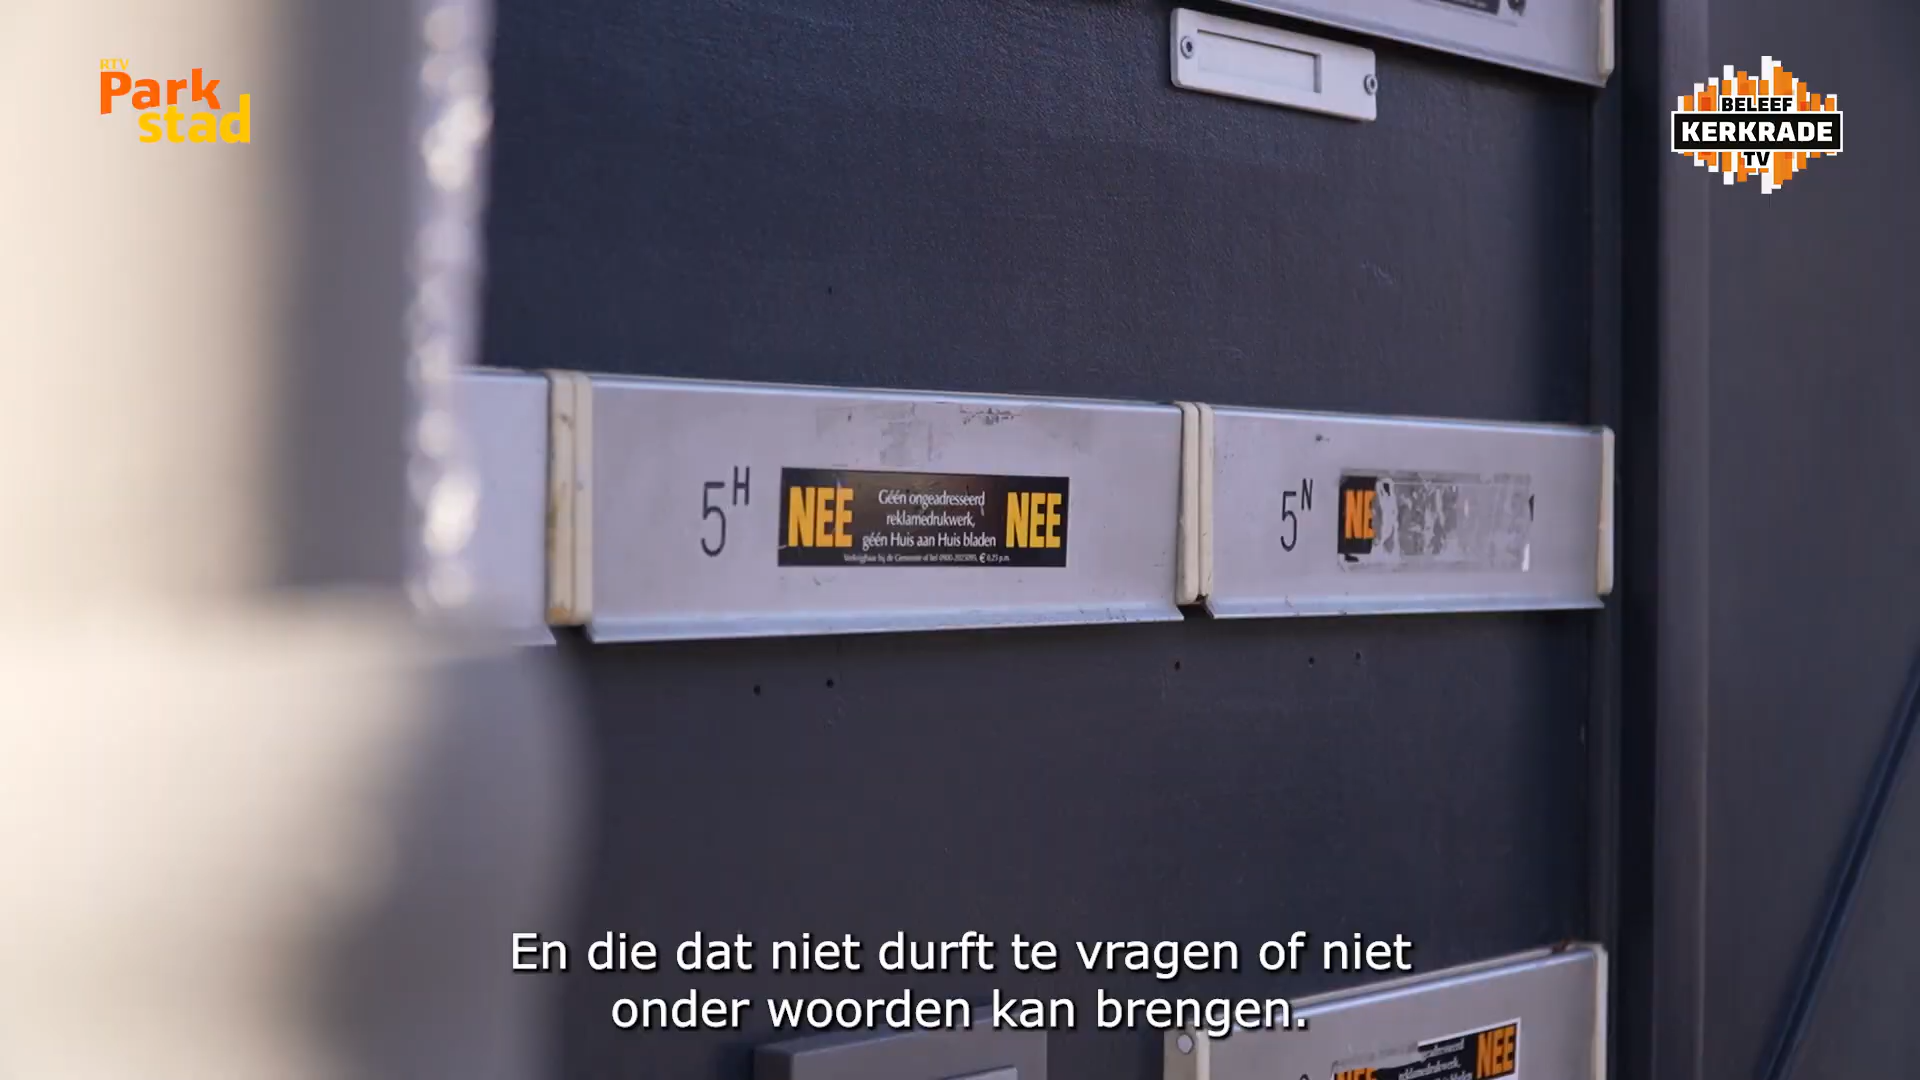 RTV
Park
stad
BELEEF
KERKRADE
TV
5H
NEE
Géén ongeadresseerd
reklamedrukwerk,
géén Huis aan Huis bladen
NEE
5N
NE
NEE
En die dat niet durft te vragen of niet
onder woorden kan brengen.